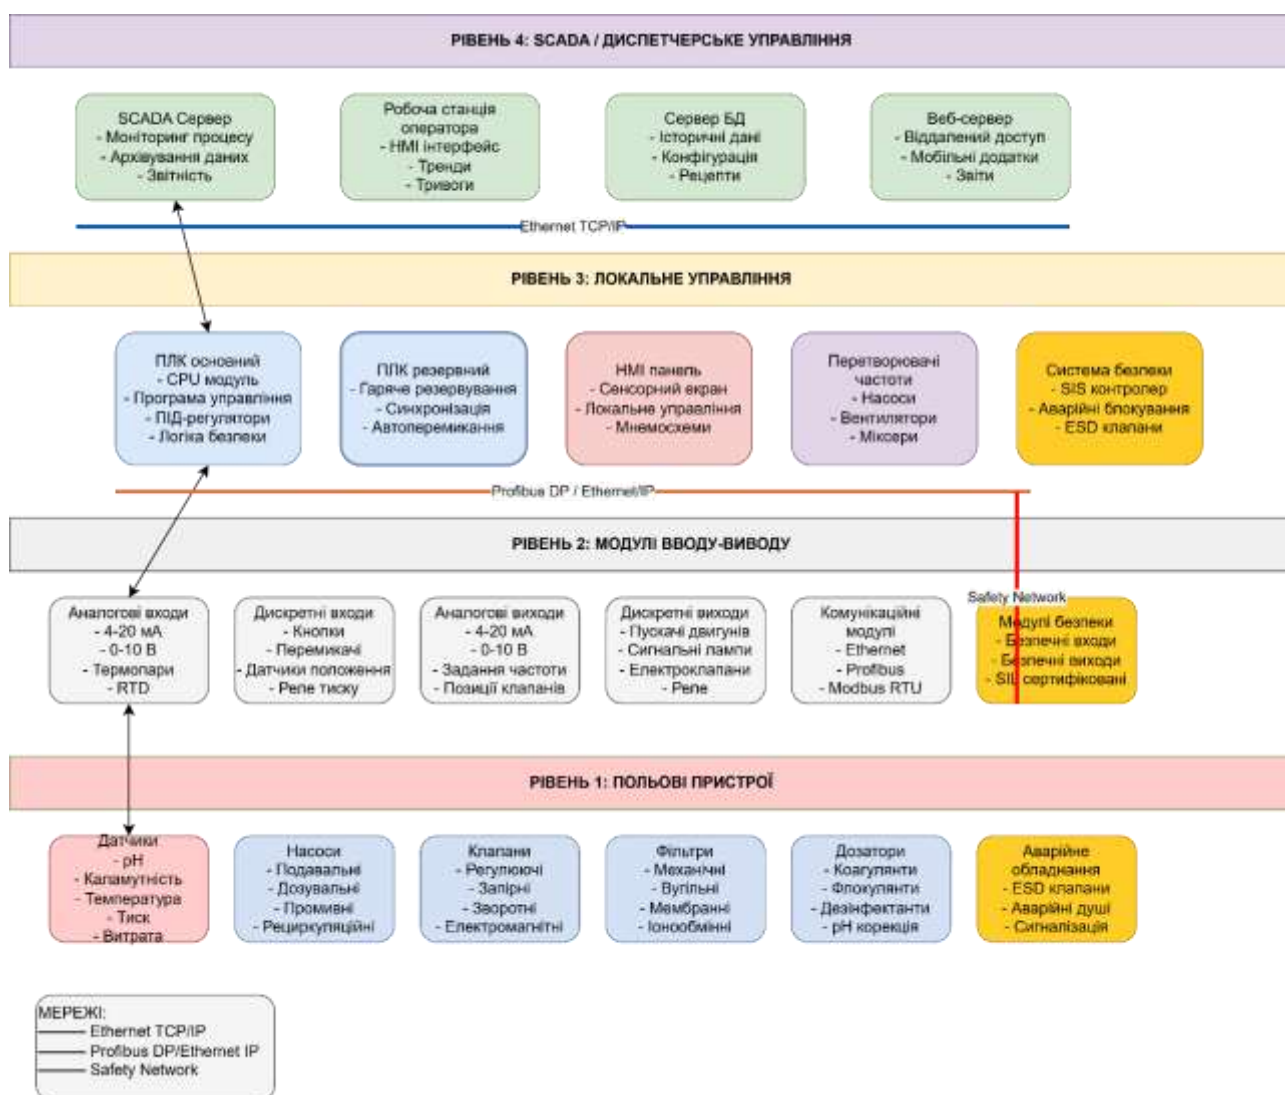 РІВЕНЬ 4: SCADA / ДИСПЕТЧЕРСЬКЕ УПРАВЛІННЯ
SCADA Сервер
- Моніторинг процесу
- Архівування даних
- Звітність
Робоча станція
оператора
- HMI інтерфейс
- Тренди
- Тривоги
Сервер БД
- Історичні дані
- Конфігурація
- Рецепти
Веб-сервер
- Віддалений доступ
- Мобільні додатки
- Звіти
Ethernet TCP/IP
РІВЕНЬ 3: ЛОКАЛЬНЕ УПРАВЛІННЯ
ПЛК основний
- CPU модуль
- Програма управління
- ПІД-регулятори
- Логіка безпеки
ПЛК резервний
- Гаряче резервування
- Синхронізація
- Автоперемикання
HMI панель
- Сенсорний екран
- Локальне управління
- Мнемосхеми
Перетворювачі
частоти
- Насоси
- Вентилятори
- Міксери
Система безпеки
- SIS контролер
- Аварійні блокування
- ESD клапани
Profibus DP / Ethernet/IP
РІВЕНЬ 2: МОДУЛІ ВВОДУ-ВИВОДУ
Аналогові входи
- 4-20 мА
- 0-10 В
- Термопари
- RTD
Дискретні входи
- Кнопки
- Перемикачі
- Датчики положення
- Реле тиску
Аналогові виходи
- 4-20 мА
- 0-10 В
- Задання частоти
- Позиції клапанів
Дискретні виходи
- Пускачі двигунів
- Сигнальні лампи
- Електроклапани
- Реле
Комунікаційні
модулі
- Ethernet
- Profibus
- Modbus RTU
Safety Network
Модулі безпеки
- Безпечні входи
- Безпечні виходи
- SIL сертифіковані
РІВЕНЬ 1: ПОЛЬОВІ ПРИСТРОЇ
Датчики
- pH
- Каламутність
- Температура
- Тиск
- Витрата
Насоси
- Подавальні
- Дозувальні
- Промивні
- Рециркуляційні
Клапани
- Регулюючі
- Запірні
- Зворотні
- Електромагнітні
Фільтри
- Механічні
- Вугільні
- Мембранні
- Іонообмінні
Дозатори
- Коагулянти
- Флокулянти
- Дезінфектанти
- pH корекція
Аварійне
обладнання
- ESD клапани
- Аварійні душі
- Сигналізація
МЕРЕЖІ:
Ethernet TCP/IP
Profibus DP/Ethernet IP
Safety Network